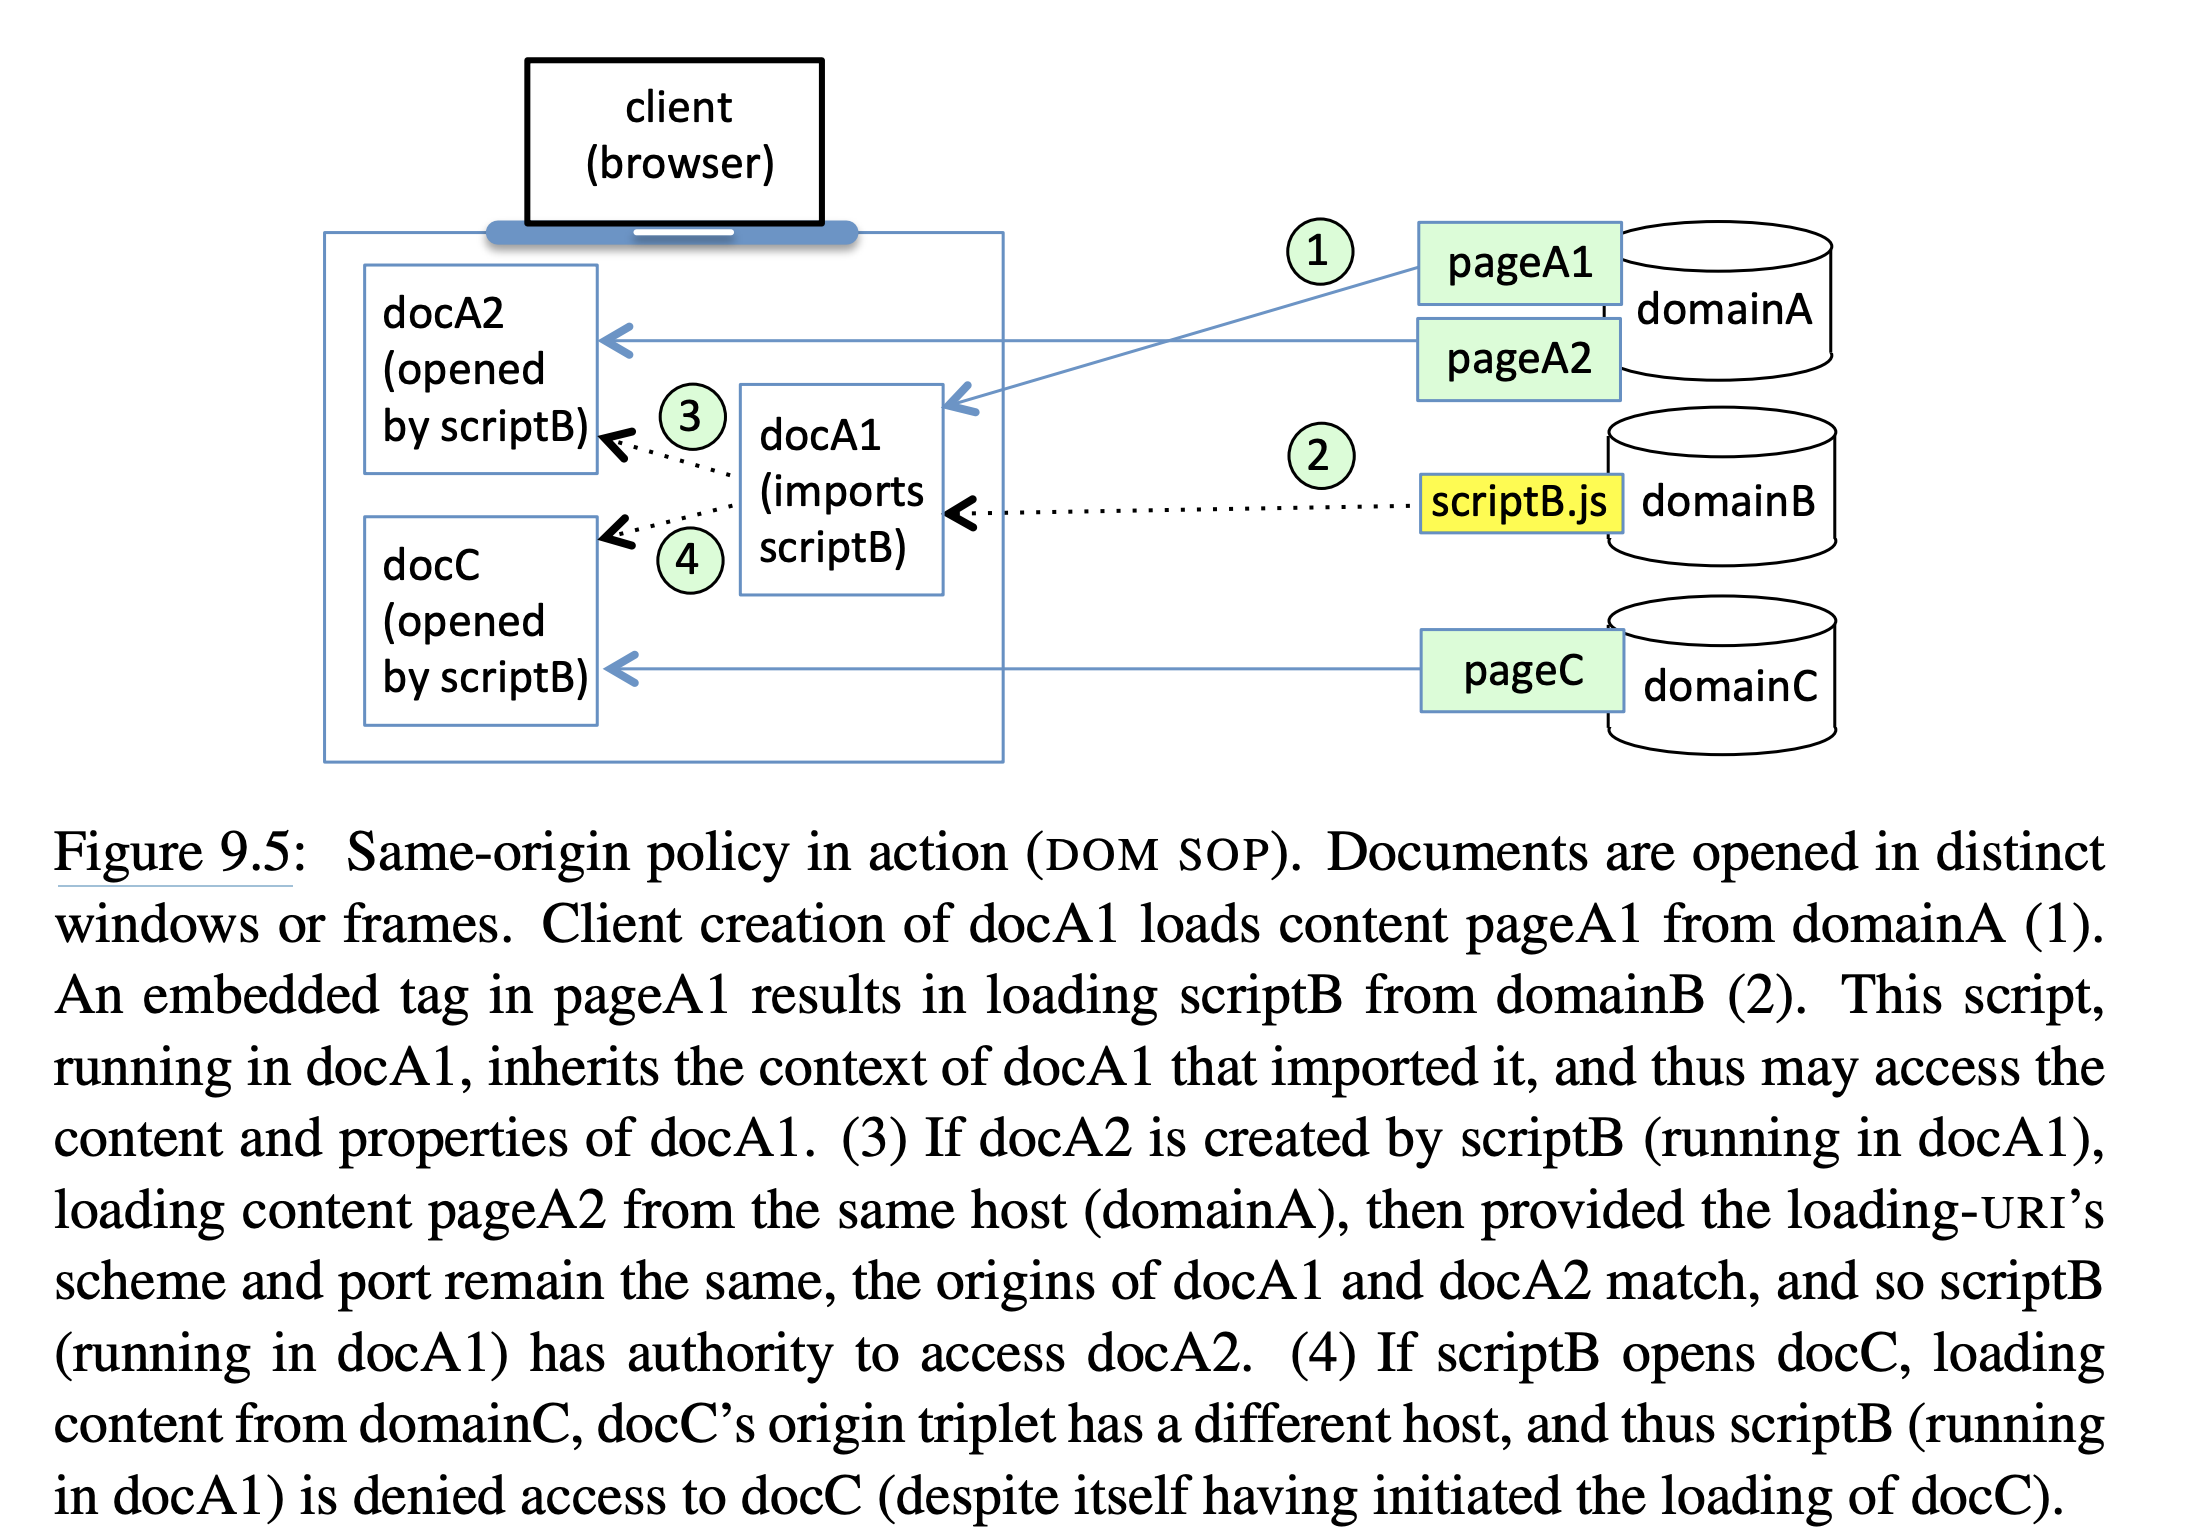 client
(browser)
docA2
(opened
by scriptB)
docC
(opened
by scriptB)
3
4
docA1
(imports
scriptB)
1
2
pageA1
pageA2
domainA
scriptB.js
domainB
pageC
domainC
Figure 9.5: Same-origin policy in action (DOM SOP). Documents are opened in distinct
windows or frames. Client creation of docA1 loads content pageA1 from domainA (1).
An embedded tag in pageA1 results in loading scriptB from domainB (2). This script,
running in docA1, inherits the context of docA1 that imported it, and thus may access the
content and properties of docA1. (3) If docA2 is created by scriptB (running in docA1),
loading content pageA2 from the same host (domainA), then provided the loading-URI’s
scheme and port remain the same, the origins of docA1 and docA2 match, and so scriptB
(running in docA1) has authority to access docA2. (4) If scriptB opens docC, loading
content from domainC, docC’s origin triplet has a different host, and thus scriptB (running
in docA1) is denied access to docC (despite itself having initiated the loading of docC).